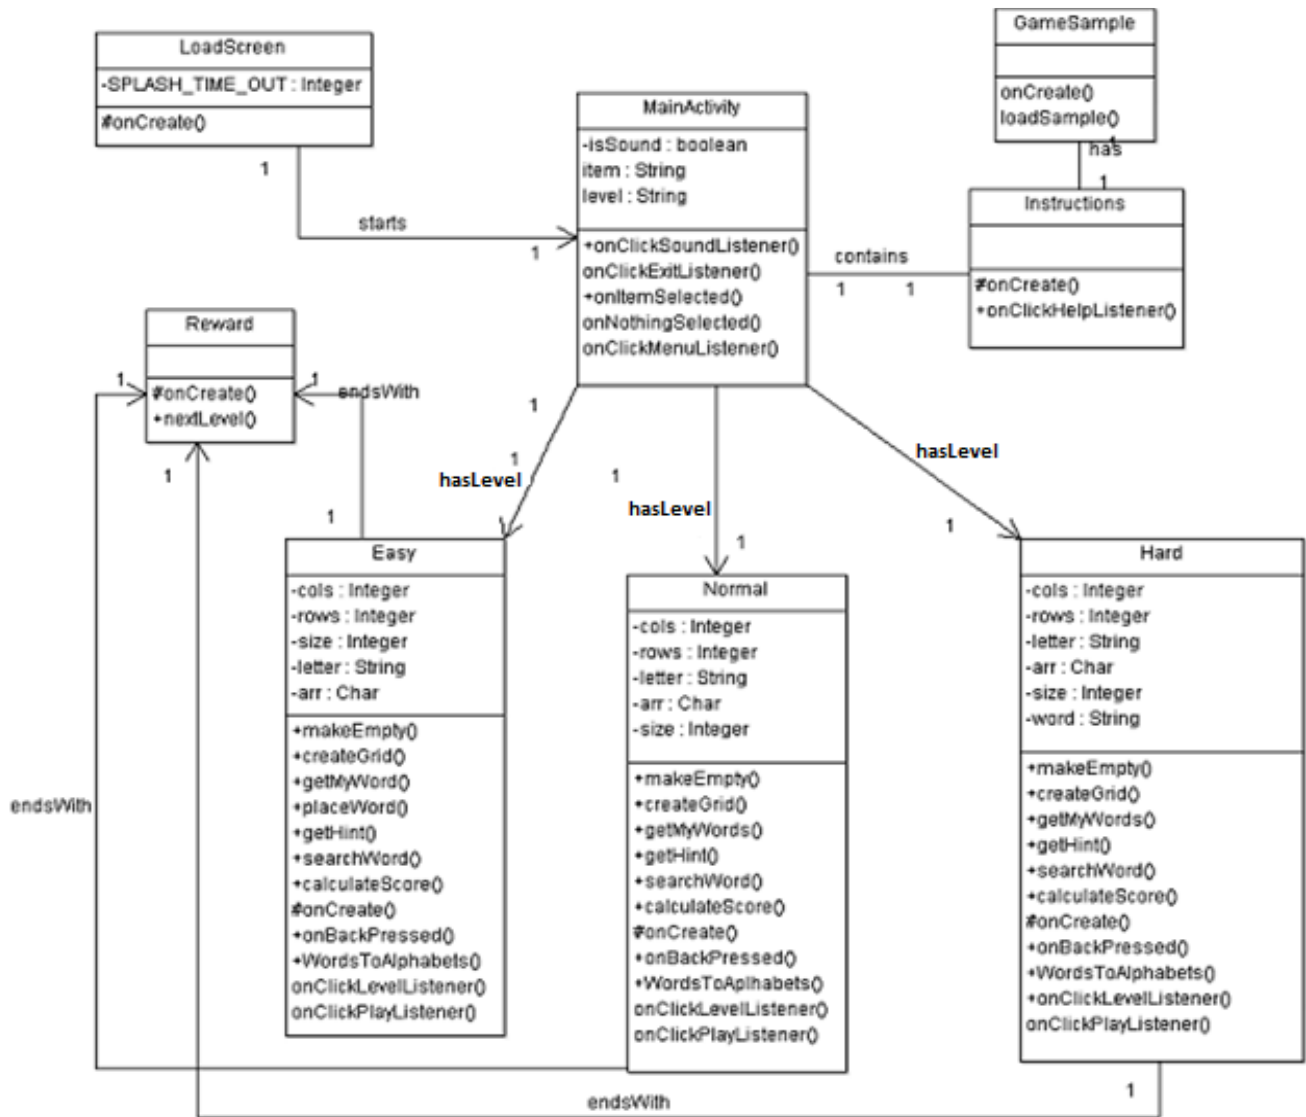 LoadScreen
-SPLASH_TIME_OUT : Integer
#onCreate()
1
starts
1
GameSample
onCreate()
loadSample()
1
has
1
MainActivity
-isSound : boolean
item : String
level : String
+onClickSoundListener()
onClickExitListener()
+onItemSelected()
onNothingSelected()
onClickMenuListener()
contains
1 1
Instructions
#onCreate()
+onClickHelpListener()
Reward
#onCreate()
+nextLevel()
1
1
endsWith
1
1
1
1
hasLevel
1
1
hasLevel
1
hasLevel
1
1
Easy
-cols : Integer
-rows : Integer
-size : Integer
-letter : String
-arr : Char
+makeEmpty()
+createGrid()
+getMyWord()
+placeWord()
+getHint()
+searchWord()
+calculateScore()
#onCreate()
+onBackPressed()
+WordsToAlphabets()
onClickLevelListener()
onClickPlayListener()
Normal
-cols : Integer
-rows : Integer
-letter : String
-arr : Char
-size : Integer
+makeEmpty()
+createGrid()
+getMyWords()
+getHint()
+searchWord()
+calculateScore()
#onCreate()
+onBackPressed()
+WordsToAplhabets()
onClickLevelListener()
onClickPlayListener()
1
Hard
-cols : Integer
-rows : Integer
-letter : String
-arr : Char
-size : Integer
-word : String
+makeEmpty()
+createGrid()
+getMyWords()
+getHint()
+searchWord()
+calculateScore()
#onCreate()
+onBackPressed()
+WordsToAlphabets()
+onClickLevelListener()
onClickPlayListener()
1
endsWith
endsWith